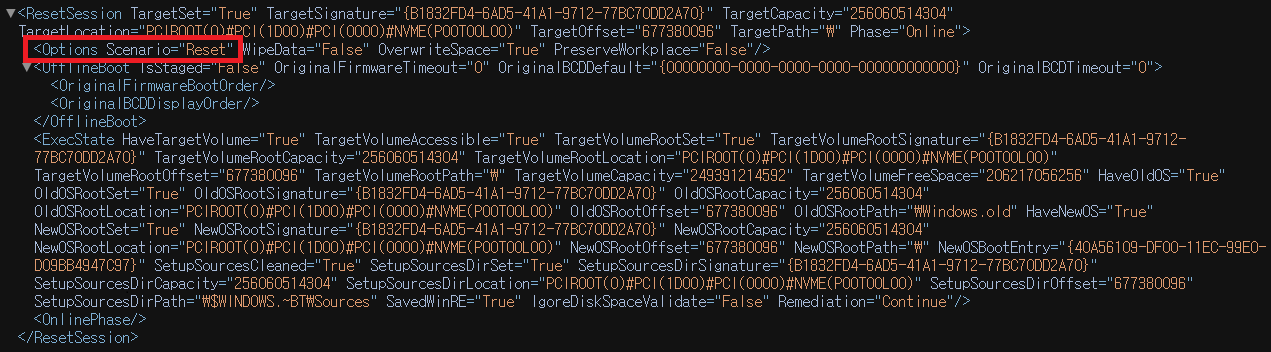 ▼<ResetSession TargetSet="True" TargetSignature="{B1832FD4-6AD5-41A1-9712-77BC70DD2A70}" TargetCapacity="256060514304"
TargetLocation="PCIROOT(0)#PCI(1D00)#PCI(0000)#NVME(P00T00L00)" TargetOffset="677380096" TargetPath="₩" Phase="Online">
<Options Scenario="Reset" WipeData="False" OverwriteSpace="True" PreserveWorkplace="False"/>
▼<OfflineBoot IsStaged="False" OriginalFirmwareTimeout="0" OriginalBCDDefault="{00000000-0000-0000-0000-000000000000}" OriginalBCDTimeout="0">
<OriginalFirmwareBootOrder/>
<OriginalBCDDisplayOrder/>
</OfflineBoot>
<ExecState HaveTargetVolume="True" TargetVolumeAccessible="True" TargetVolumeRootSet="True" TargetVolumeRootSignature="{B1832FD4-6AD5-41A1-9712-
77BC70DD2A70}" TargetVolumeRootCapacity="256060514304" TargetVolumeRootLocation="PCIROOT(0)#PCI(1D00)#PCI(0000)#NVME(P00T00L00)"
TargetVolumeRootOffset="677380096" TargetVolumeRootPath="₩" TargetVolumeCapacity="249391214592" TargetVolumeFreeSpace="206217056256" HaveOldOS="True"
OldOSRootSet="True" OldOSRootSignature="{B1832FD4-6AD5-41A1-9712-77BC70DD2A70}" OldOSRootCapacity="256060514304"
OldOSRootLocation="PCIROOT(0)#PCI(1D00)#PCI(0000)#NVME(P00T00L00)" OldOSRootOffset="677380096" OldOSRootPath="₩Windows.old" HaveNewOS="True"
NewOSRootSet="True" NewOSRootSignature="{B1832FD4-6AD5-41A1-9712-77BC70DD2A70}" NewOSRootCapacity="256060514304"
NewOSRootLocation="PCIROOT(0)#PCI(1D00)#PCI(0000)#NVME(P00T00L00)" NewOSRootOffset="677380096" NewOSRootPath="₩" NewOSBootEntry="{40A56109-DF00-11EC-99E0-
D09BB4947C97}" SetupSourcesCleaned="True" SetupSourcesDirSet="True" SetupSourcesDirSignature="{B1832FD4-6AD5-41A1-9712-77BC70DD2A70}"
SetupSourcesDirCapacity="256060514304" SetupSourcesDirLocation="PCIROOT(0)#PCI(1D00)#PCI(0000)#NVME(P00T00L00)" SetupSourcesDirOffset="677380096"
SetupSourcesDirPath="₩$WINDOWS.~BT₩Sources" SavedWinRE="True" IgoreDiskSpaceValidate="False" Remediation="Continue"/>
<OnlinePhase/>
</ResetSession>